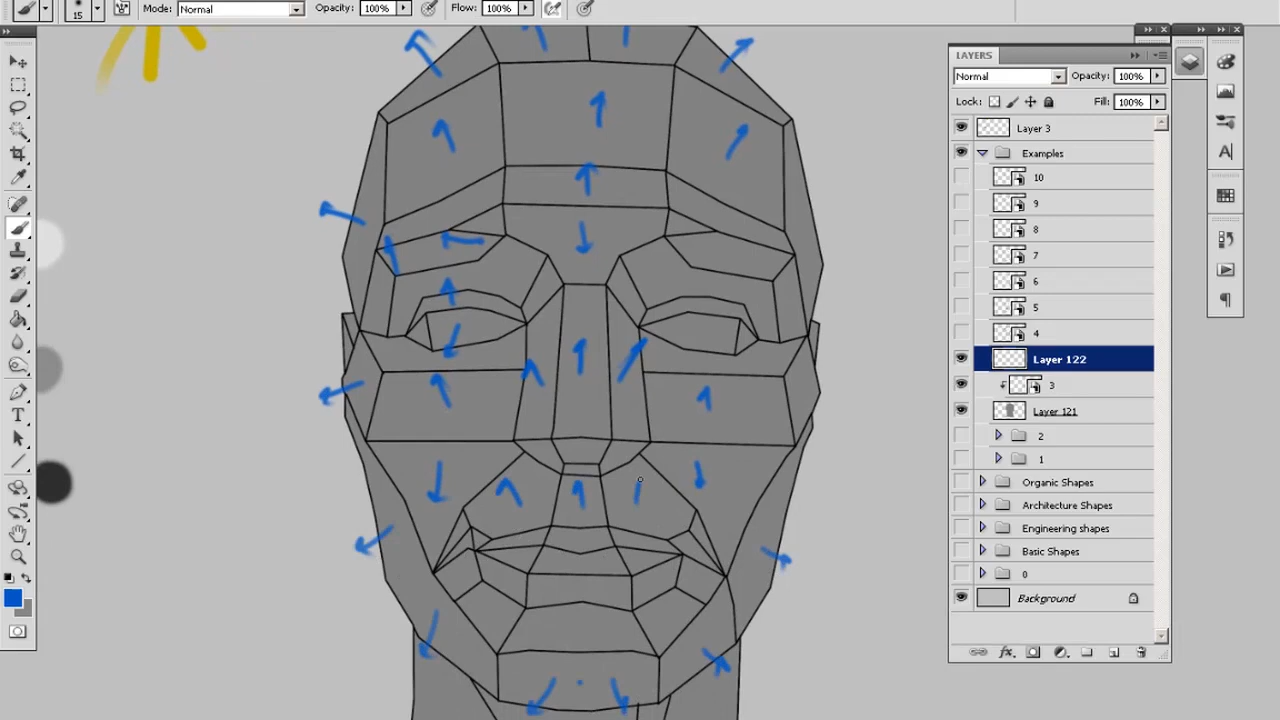 15
Mode: Normal
Opacity: 100%
Flow: 100%
LAYERS
Normal
Opacity: 100%
Lock:
Fill: 100%
Layer 3
Examples
10
9
8
7
6
5
4
Layer 122
3
Layer 121
2
1
Organic Shapes
Architecture Shapes
Engineering shapes
Basic Shapes
0
Background
fx.